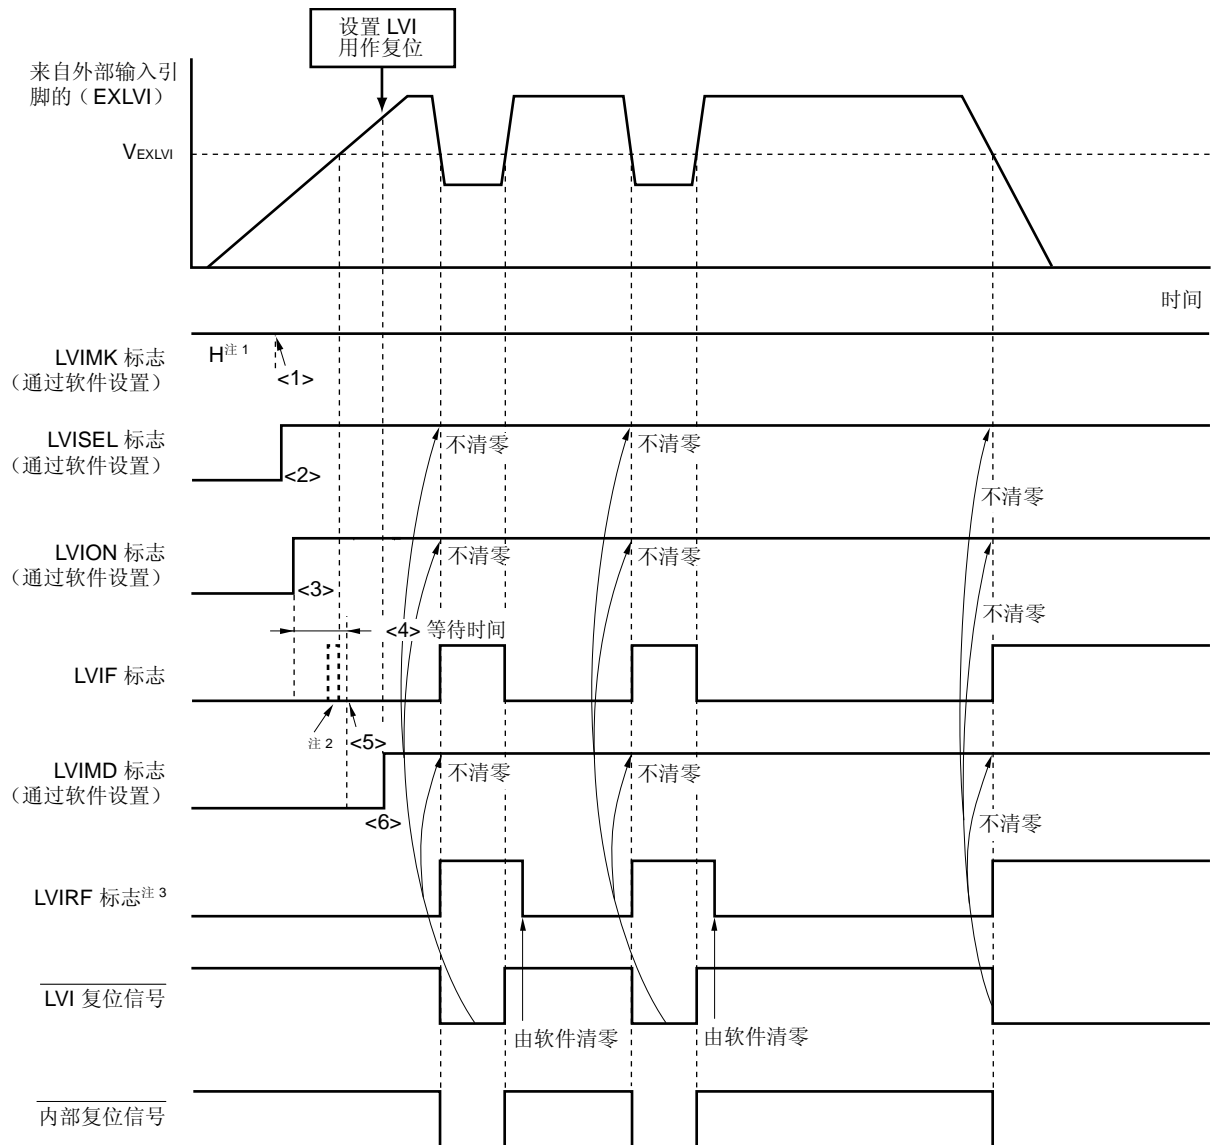 设置 LVI
用作复位
来自外部输入引
脚的（EXLVI）
VEXLVI
时间
H注 1
<1>
LVIMK 标志
（通过软件设置）
LVISEL 标志
（通过软件设置）
<2>
不清零
不清零
不清零
LVION 标志
（通过软件设置）
<3>
不清零
不清零
不清零
<4> 等待时间
LVIF 标志
注 2
<5>
LVIMD 标志
（通过软件设置）
<6>
不清零
不清零
不清零
LVIRF 标志注 3
LVI 复位信号
由软件清零
由软件清零
内部复位信号